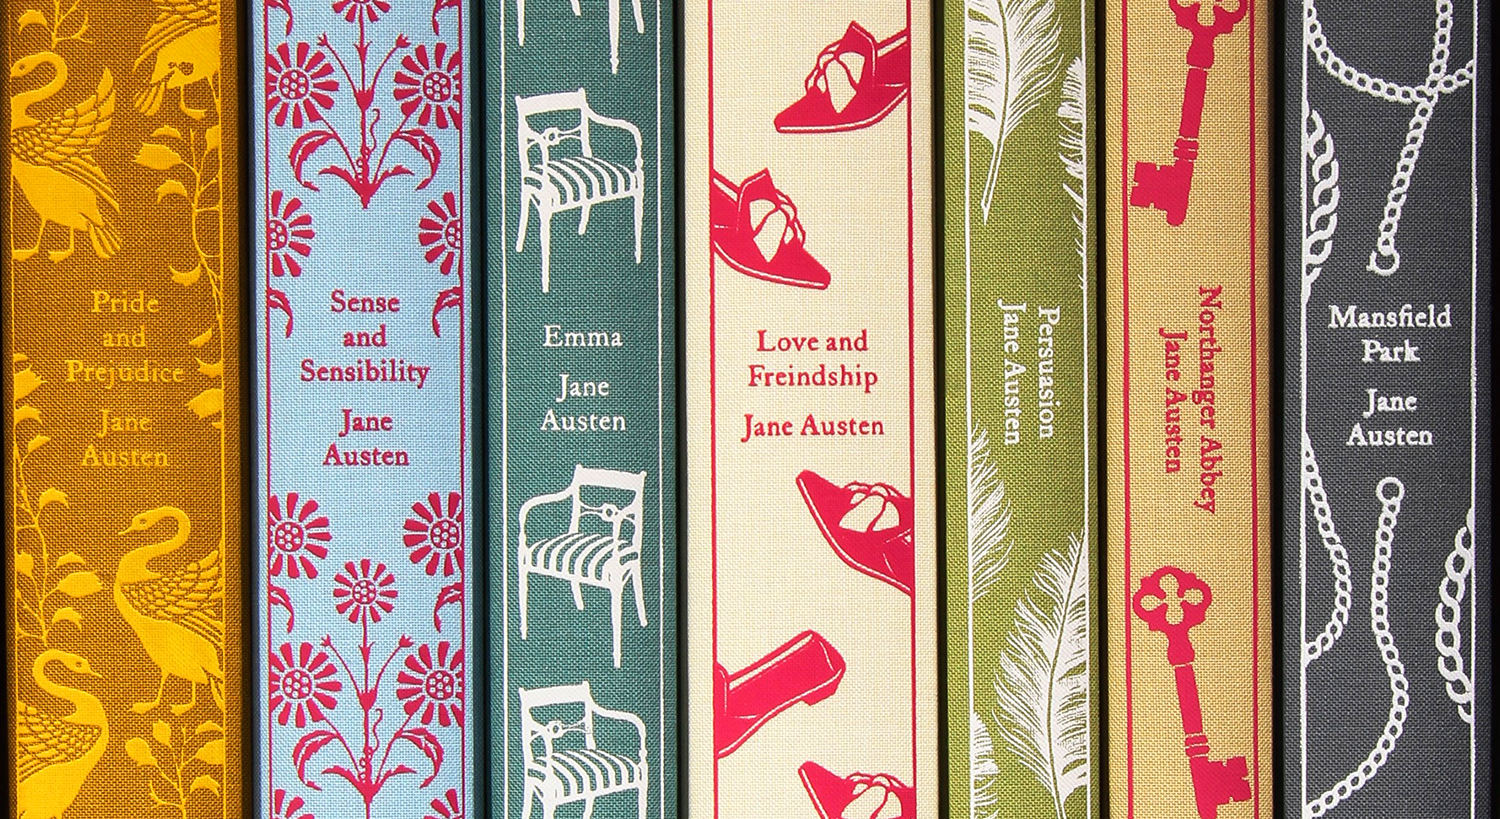 Pride
and
Prejudice
Jane
Austen
Sense
and
Sensibility
Jane
Austen
Emma
Jane
Austen
Love and
Freindship
Jane Austen
Persuasion
Jane Austen
Northanger Abbey
Jane Austen
Mansfield
Park
Jane
Austen